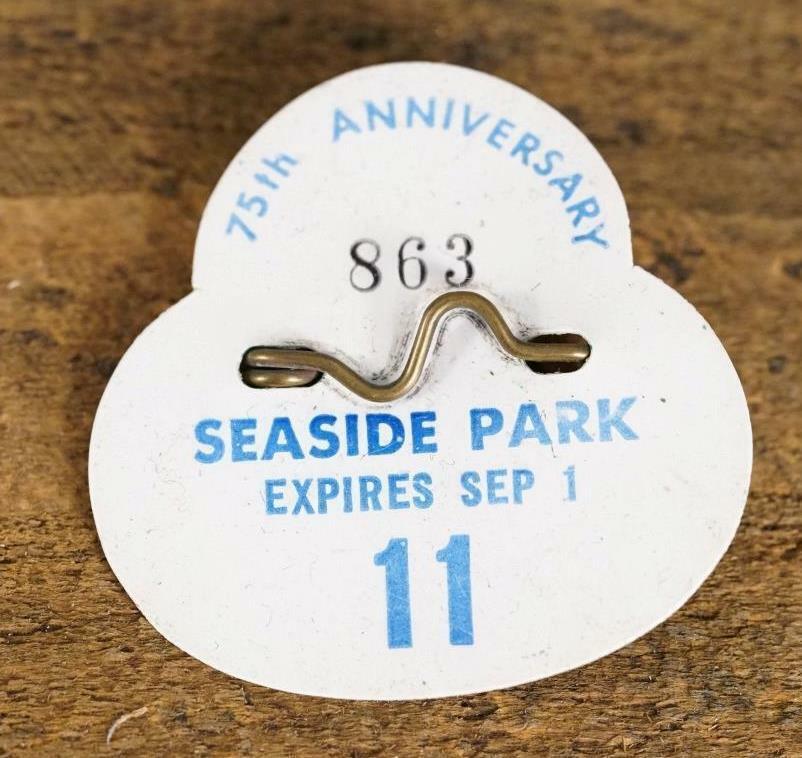 75th ANNIVERSARY
863
SEASIDE PARK
EXPIRES SEP 1
11